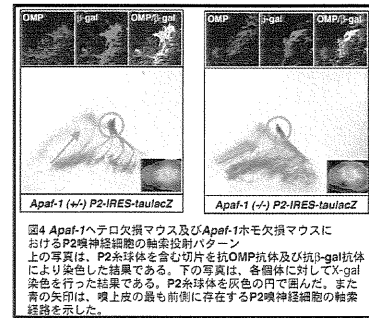 OMP β-gal OMP/β-gal OMP β-gal OMP/β-gal
Apaf-1 (+/-) P2-IRES-taulacZ Apaf-1 (-/-) P2-IRES-taulacZ
図4 Apaf-1ヘテロ欠損マウス及びApaf-1ホモ欠損マウスに
おけるP2嗅神経細胞の軸索投射パターン
上の写真は、P2糸球体を含む切片を抗OMP抗体及び抗β-gal抗体
により染色した結果である。下の写真は、各個体に対してX-gal
染色を行った結果である。P2糸球体を灰色の円で囲んだ。また
青の矢印は、嗅上皮の最も前側に存在するP2嗅神経細胞の軸索
経路を示した。